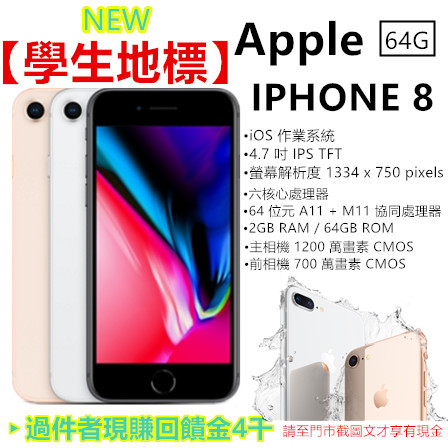 NEW
【學生地標】
Apple 64G
IPHONE 8
•iOS 作業系統
•4.7 吋 IPS TFT
•螢幕解析度 1334 x 750 pixels
•六核心處理器
•64 位元 A11 + M11 協同處理器
•2GB RAM / 64GB ROM
•主相機 1200 萬畫素 CMOS
•前相機 700 萬畫素 CMOS
▶過件者現賺回饋金4千
請至門市截圖文才享有現金